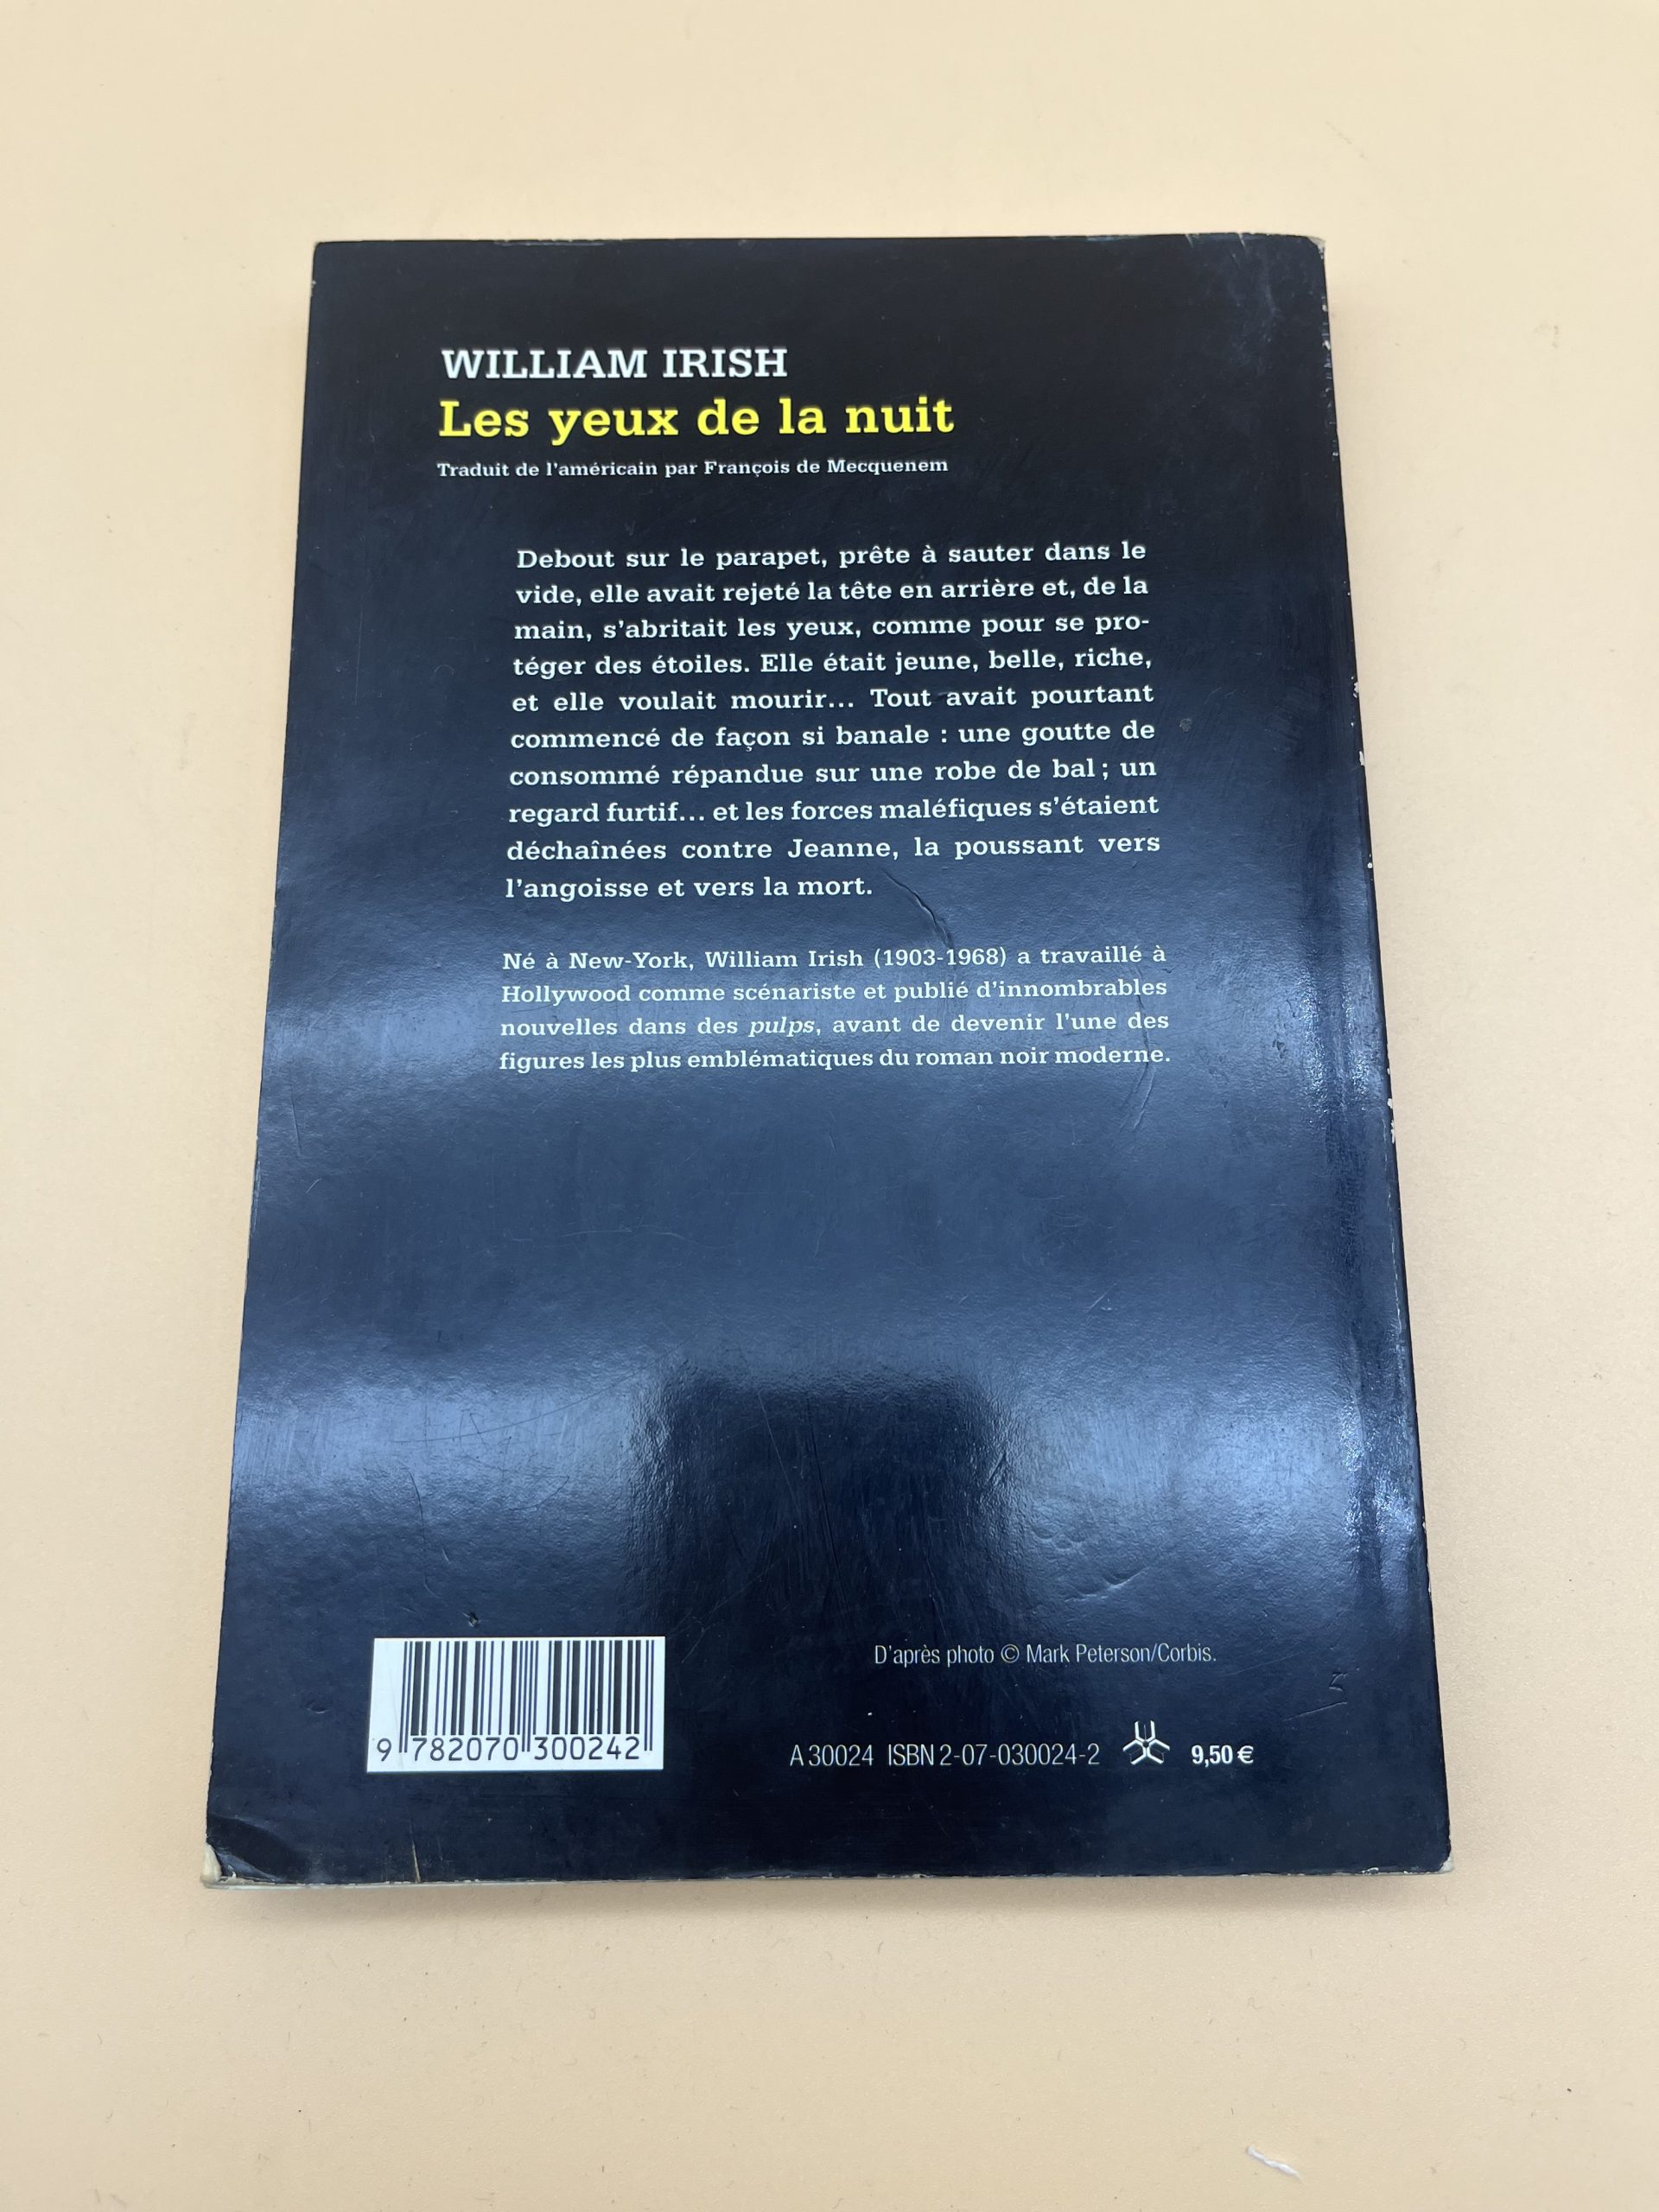 WILLIAM IRISH
Les yeux de la nuit
Traduit de l'américain par François de Mecquenem
Debout sur le parapet, prête à sauter dans le
vide, elle avait rejeté la tête en arrière et, de la
main, s'abritait les yeux, comme pour se pro-
téger des étoiles. Elle était jeune, belle, riche,
et elle voulait mourir... Tout avait pourtant
commencé de façon si banale : une goutte de
consommé répandue sur une robe de bal ; un
regard furtif... et les forces maléfiques s'étaient
déchaînées contre Jeanne, la poussant vers
l'angoisse et vers la mort.
Né à New-York, William Irish (1903-1968) a travaillé à
Hollywood comme scénariste et publié d'innombrables
nouvelles dans des pulps, avant de devenir l'une des
figures les plus emblématiques du roman noir moderne.
D'après photo © Mark Peterson/Corbis.
9 782070 300242
A 30024 ISBN 2-07-030024-2 9,50 €